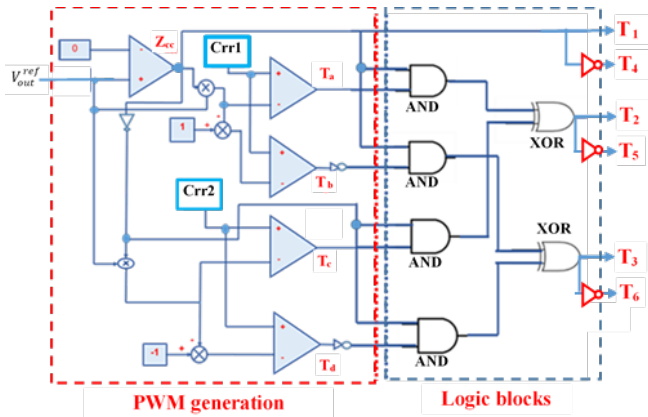 0
-
Z_cc
+
V_out^ref
×
1
-
+
×
Crr1
+
-
T_a
+
-
T_b
Crr2
+
-
T_c
×
-1
-
+
×
+
-
T_d
AND
AND
AND
AND
XOR
XOR
T_1
T_4
T_2
T_5
T_3
T_6
PWM generation
Logic blocks